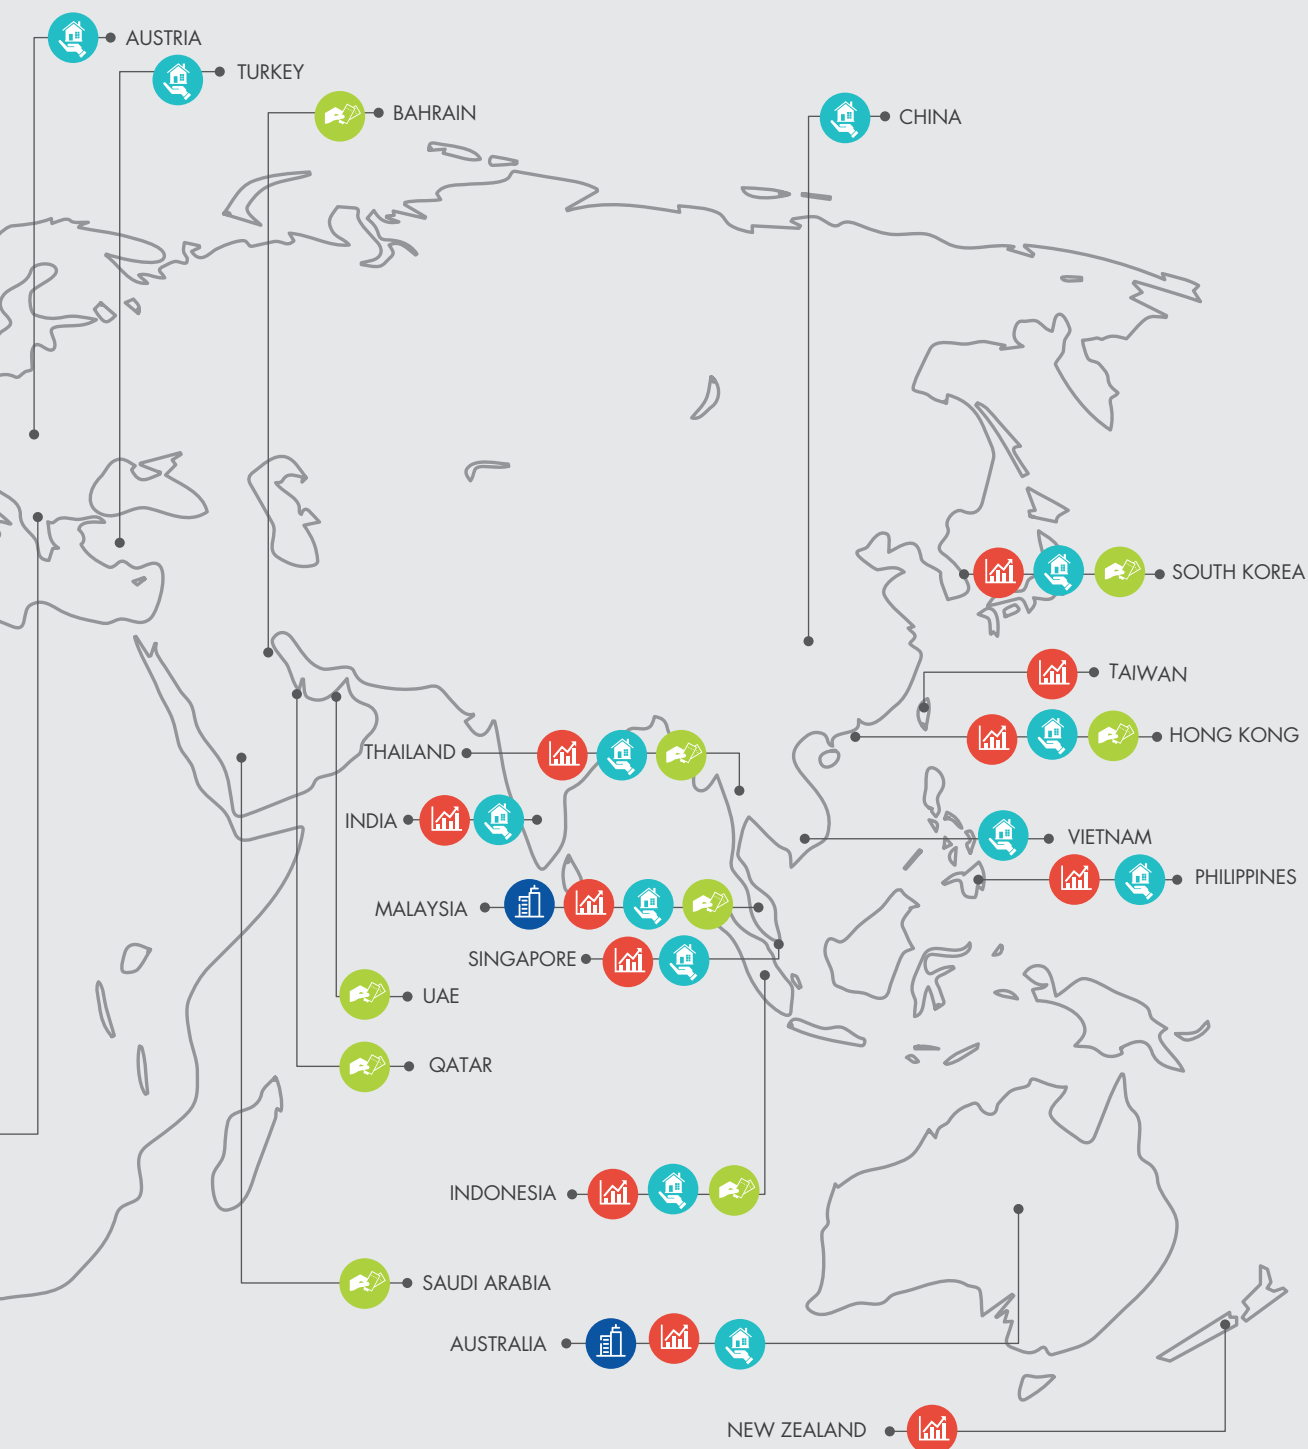 AUSTRIA
TURKEY
BAHRAIN
CHINA
SOUTH KOREA
TAIWAN
HONG KONG
THAILAND
INDIA
VIETNAM
PHILIPPINES
MALAYSIA
SINGAPORE
UAE
QATAR
INDONESIA
SAUDI ARABIA
AUSTRALIA
NEW ZEALAND